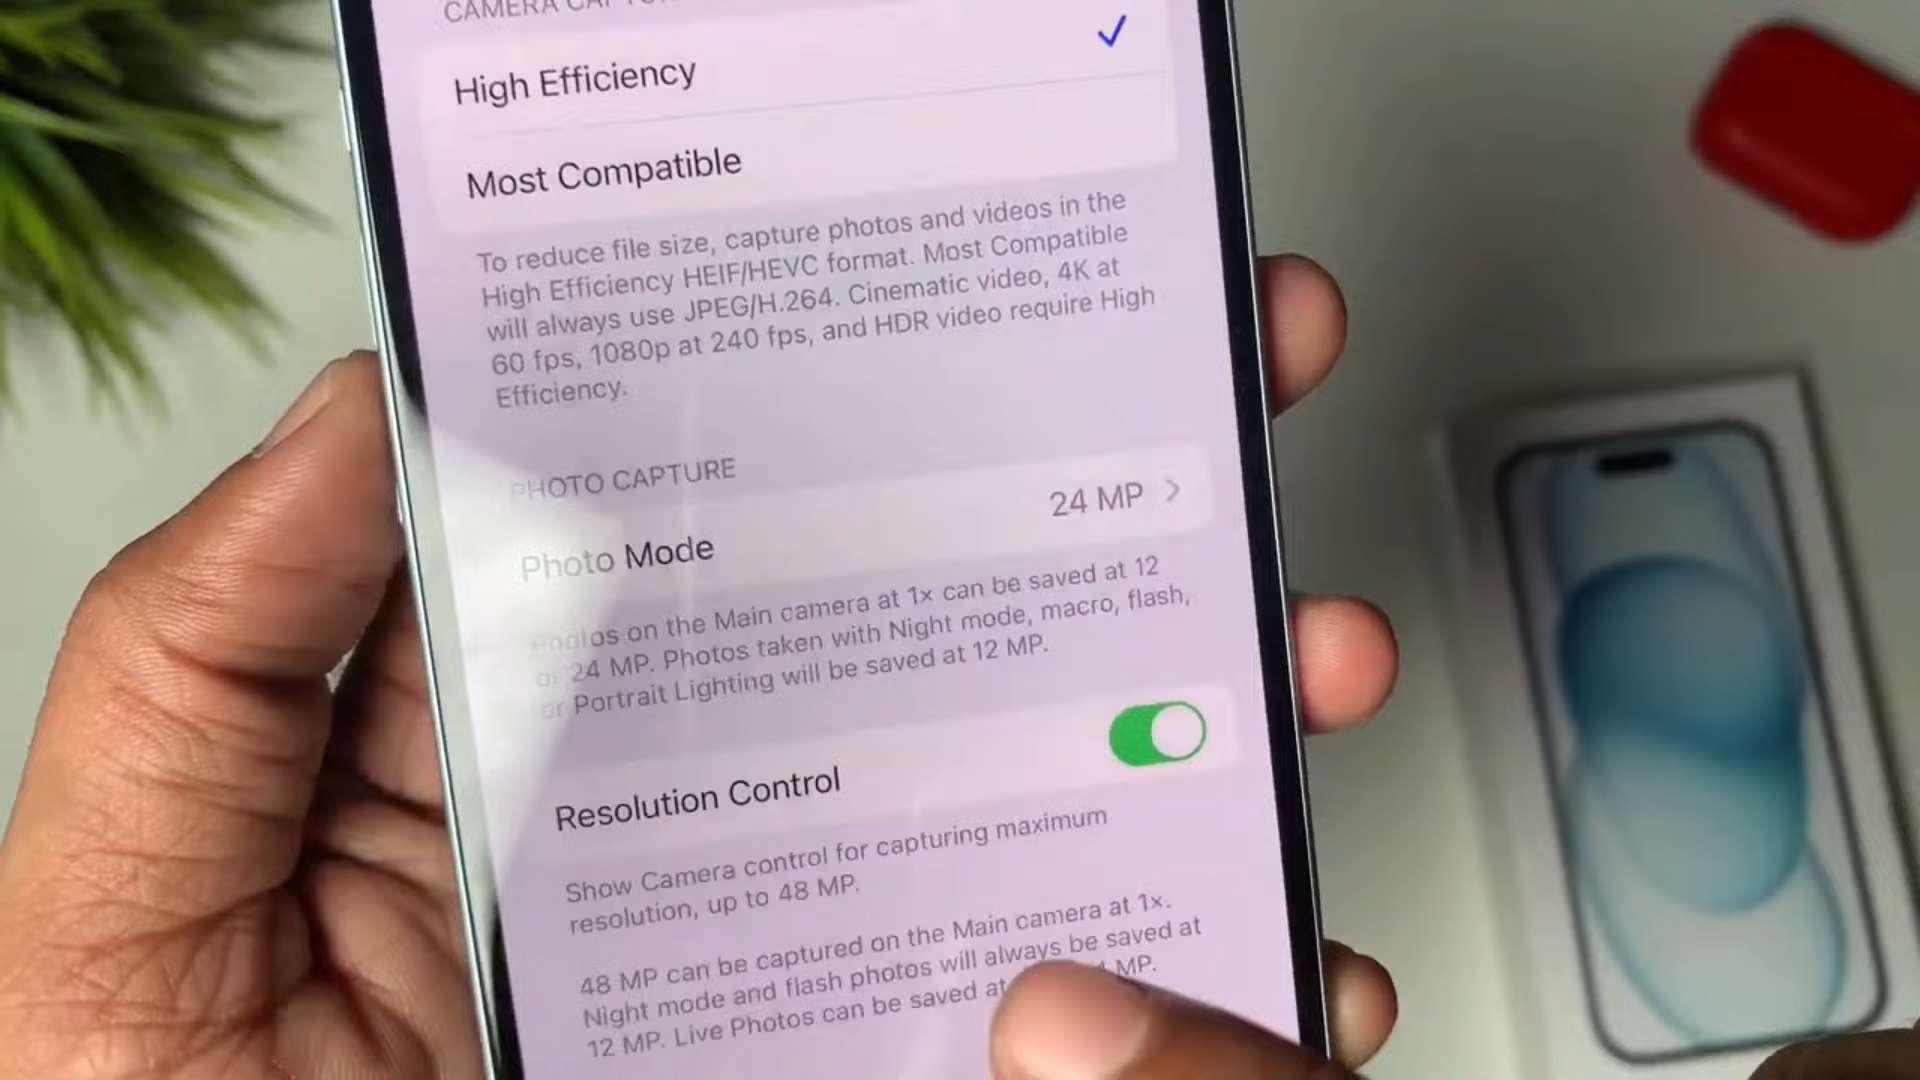 CAMERA
High Efficiency
Most Compatible
To reduce file size, capture photos and videos in the
High Efficiency HEIF/HEVC format. Most Compatible
will always use JPEG/H.264. Cinematic video, 4K at
60 fps, 1080p at 240 fps, and HDR video require High
Efficiency.
PHOTO CAPTURE
Photo Mode 24 MP
Photos on the Main camera at 1x can be saved at 12
or 24 MP. Photos taken with Night mode, macro, flash,
or Portrait Lighting will be saved at 12 MP.
Resolution Control
Show Camera control for capturing maximum
resolution, up to 48 MP.
48 MP can be captured on the Main camera at 1x.
Night mode and flash photos will always be saved at
12 MP. Live Photos can be saved at MP.